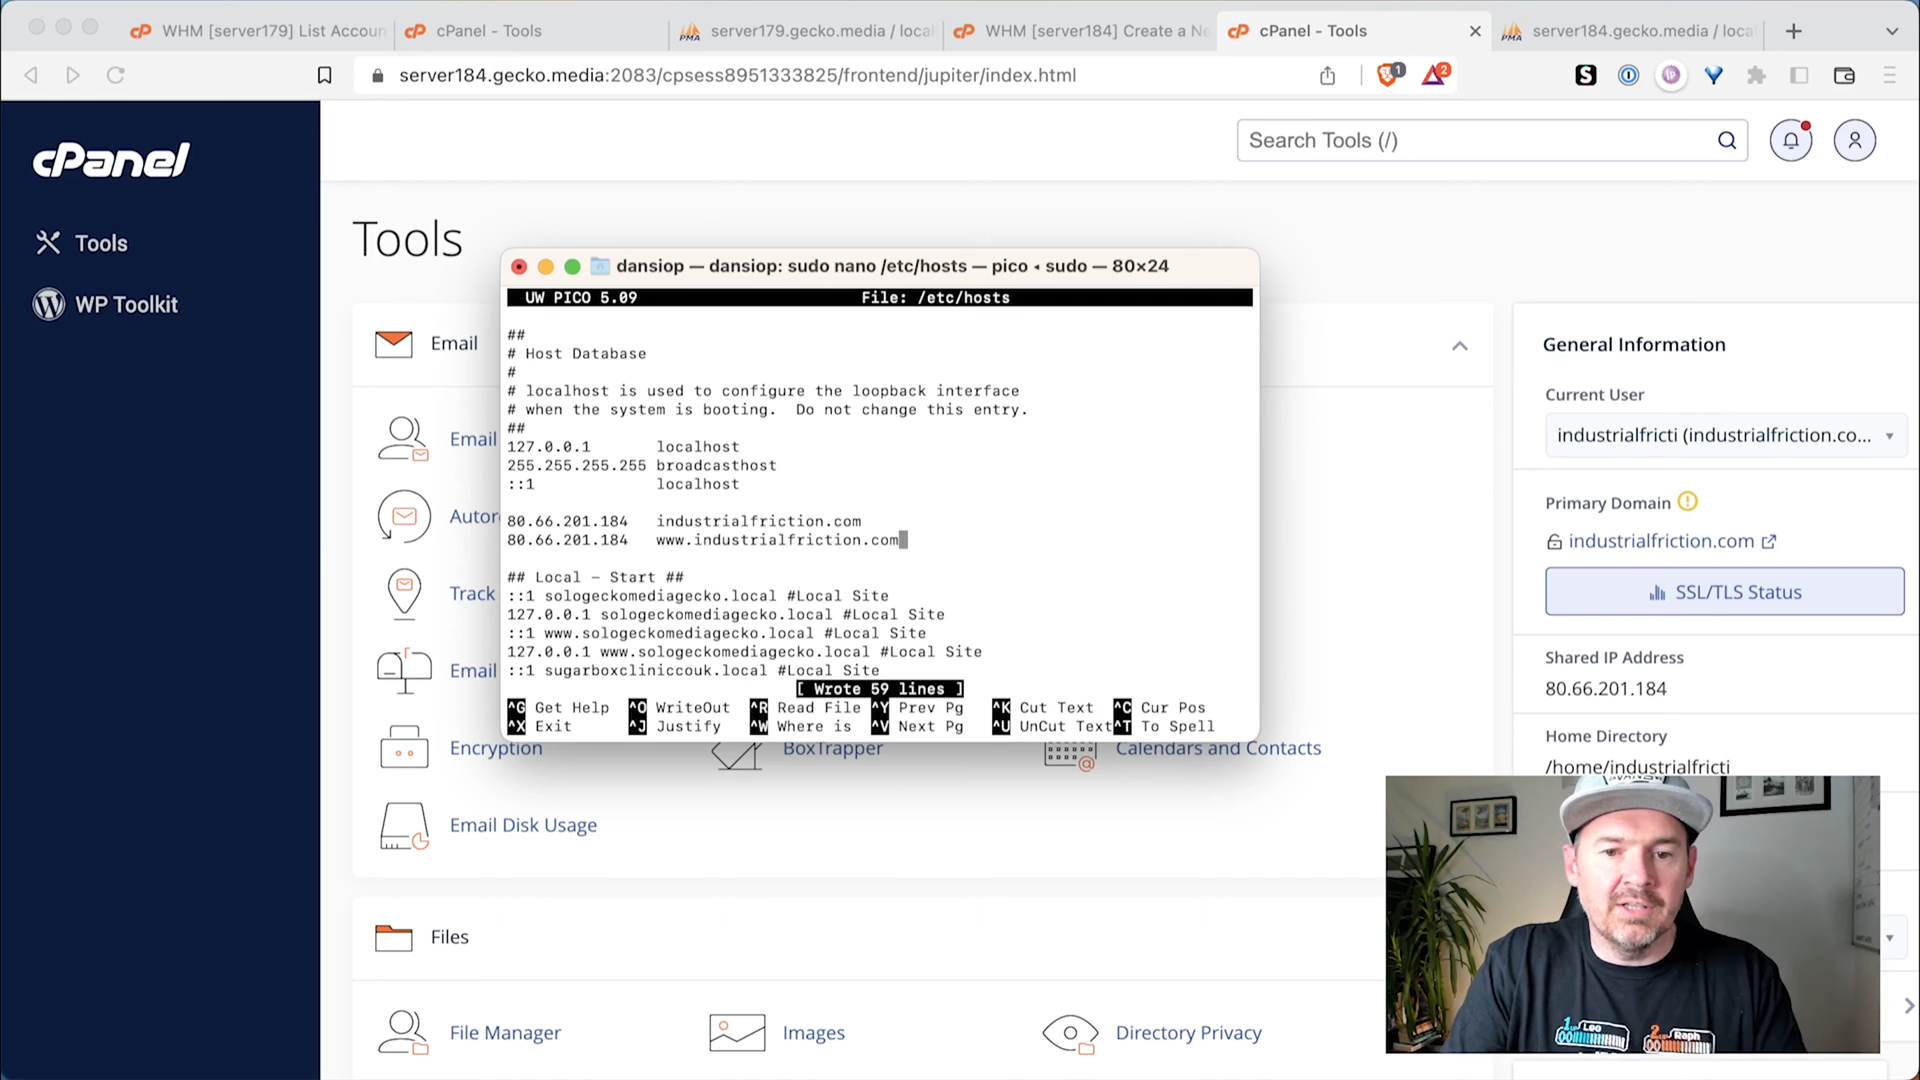 WHM [server179] List Accoun
cPanel - Tools
server179.gecko.media / local
WHM [server184] Create a Ne
cPanel - Tools
server184.gecko.media / local
server184.gecko.media:2083/cpsess8951333825/frontend/jupiter/index.html
1
2
cPanel
Search Tools (/)
Tools
WP Toolkit
Tools
dansiop — dansiop: sudo nano /etc/hosts — pico ◂ sudo — 80×24
UW PICO 5.09 File: /etc/hosts
##
# Host Database
#
# localhost is used to configure the loopback interface
# when the system is booting.  Do not change this entry.
##
127.0.0.1 localhost
255.255.255.255 broadcasthost
::1 localhost
80.66.201.184 industrialfriction.com
80.66.201.184 www.industrialfriction.com
## Local - Start ##
::1 sologeckomediagecko.local #Local Site
127.0.0.1 sologeckomediagecko.local #Local Site
::1 www.sologeckomediagecko.local #Local Site
127.0.0.1 www.sologeckomediagecko.local #Local Site
::1 sugarboxcliniccouk.local #Local Site
[ Wrote 59 lines ]
^G Get Help ^O WriteOut ^R Read File ^Y Prev Pg ^K Cut Text ^C Cur Pos
^X Exit ^J Justify ^W Where is ^V Next Pg ^U UnCut Text ^T To Spell
Email
Email
Autor
Track
Email
Encryption
BoxTrapper
Calendars and Contacts
Email Disk Usage
Files
File Manager
Images
Directory Privacy
General Information
Current User
industrialfricti (industrialfriction.co...
Primary Domain
industrialfriction.com
SSL/TLS Status
Shared IP Address
80.66.201.184
Home Directory
/home/industrialfricti
Leo
Raph